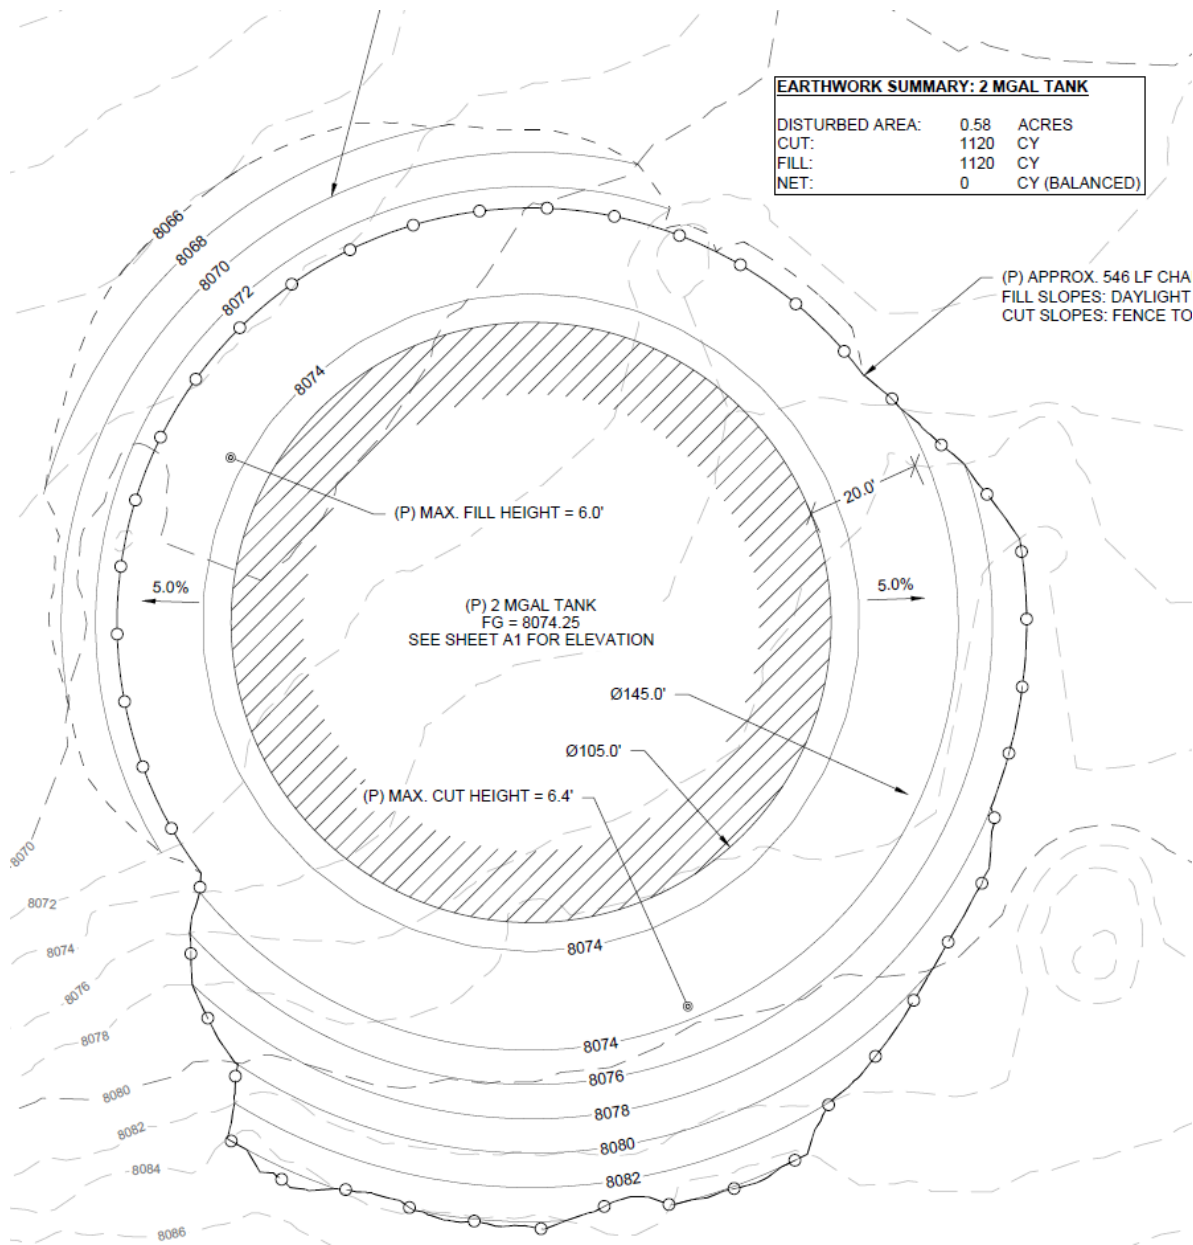 EARTHWORK SUMMARY: 2 MGAL TANK
DISTURBED AREA: 0.58 ACRES
CUT: 1120 CY
FILL: 1120 CY
NET: 0 CY (BALANCED)
8066
8068
8070
8072
(P) APPROX. 546 LF CHA
FILL SLOPES: DAYLIGHT
CUT SLOPES: FENCE TO
8074
20.0'
(P) MAX. FILL HEIGHT = 6.0'
5.0%
5.0%
(P) 2 MGAL TANK
FG = 8074.25
SEE SHEET A1 FOR ELEVATION
Ø145.0'
Ø105.0'
(P) MAX. CUT HEIGHT = 6.4'
8070
8072
8074
8074
8076
8078
8074
8076
8080
8078
8082
8080
8084
8082
8086